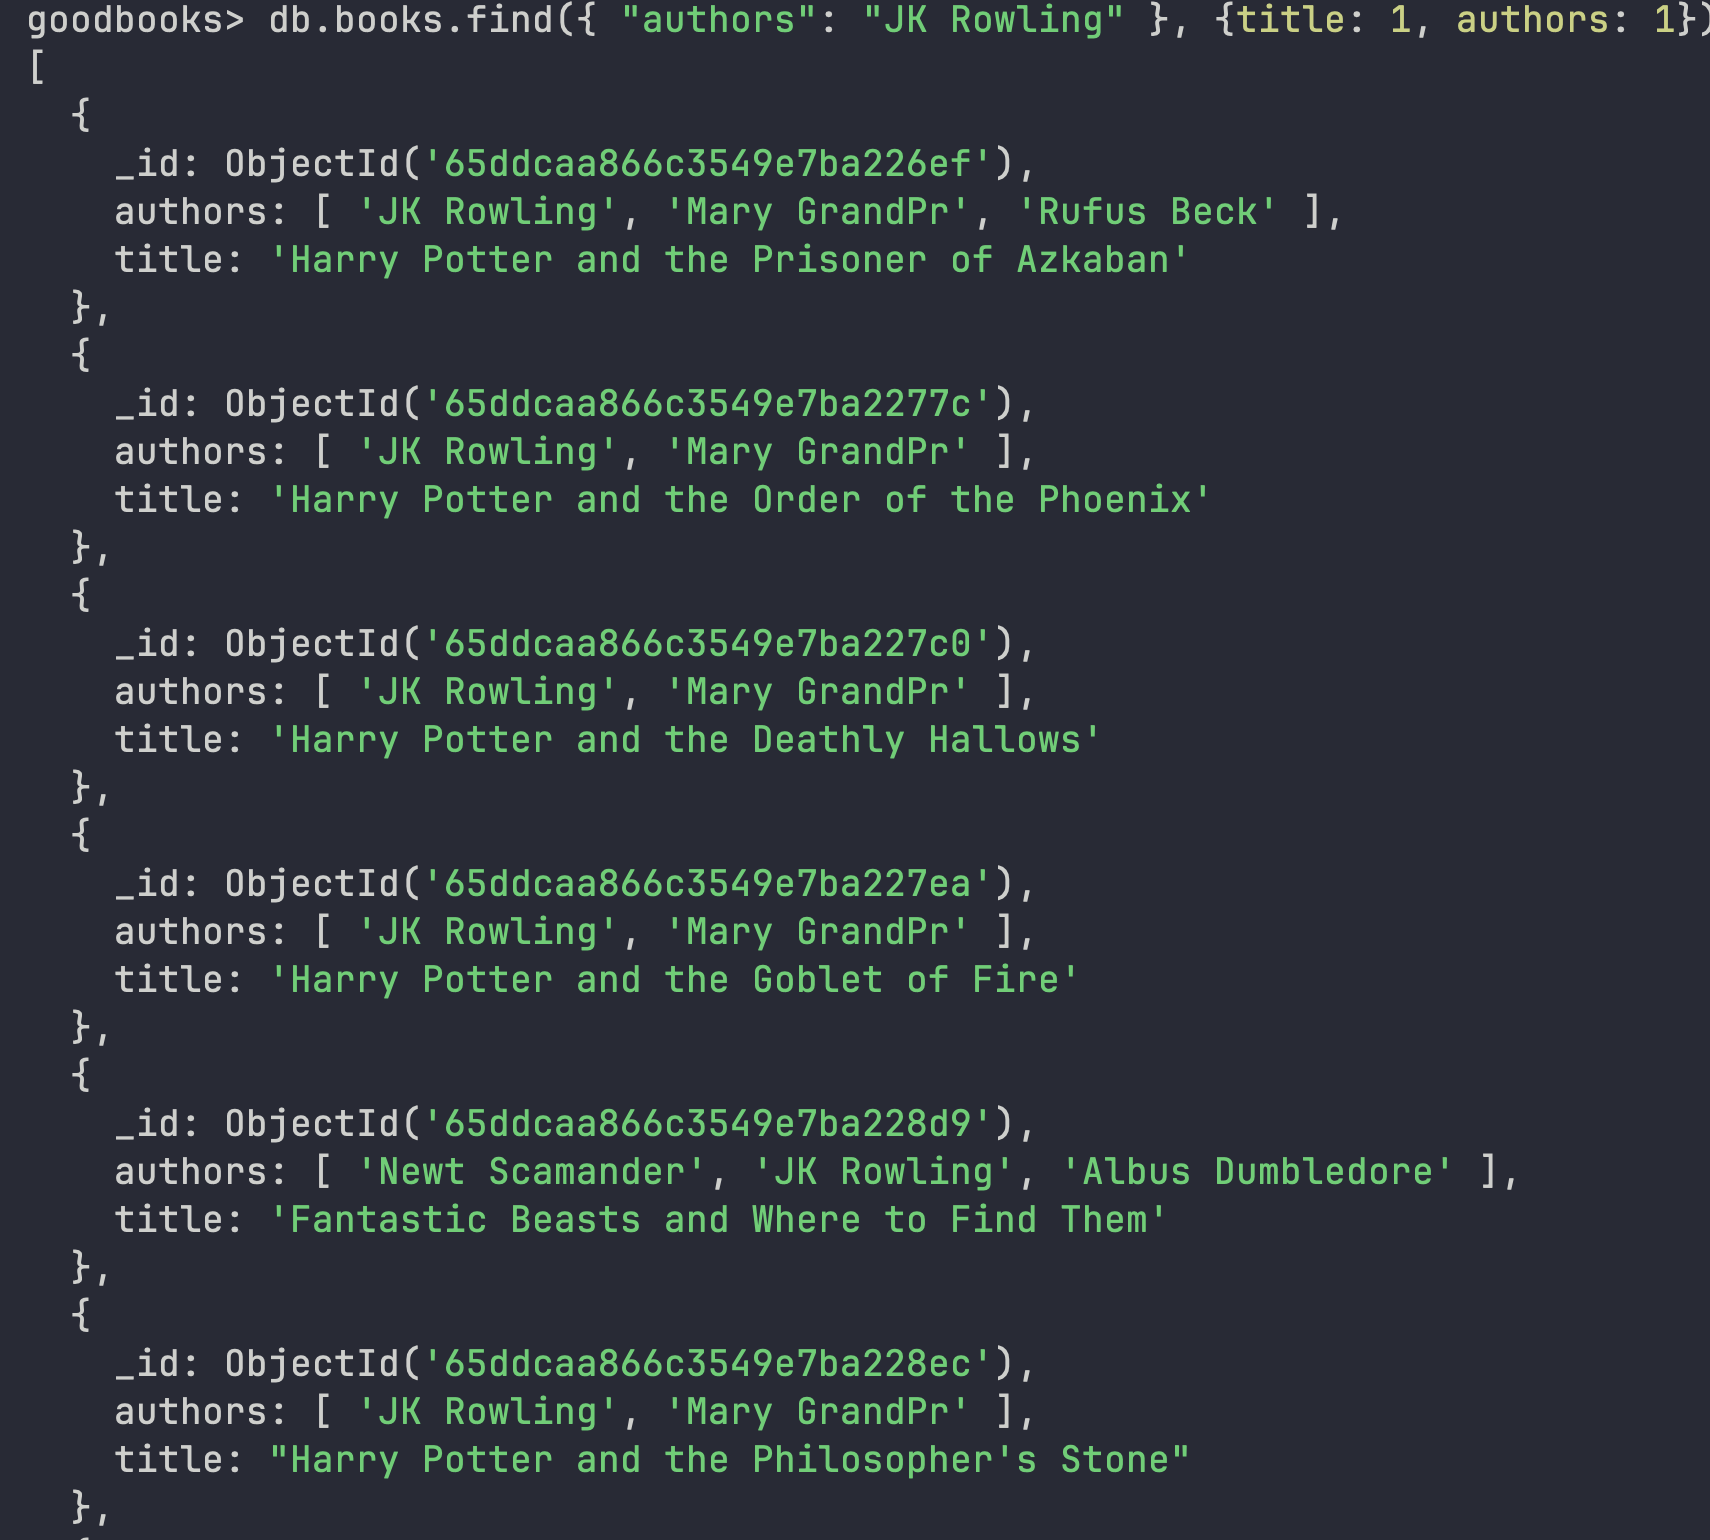 goodbooks> db.books.find({ "authors": "JK Rowling" }, {title: 1, authors: 1})
[
  {
    _id: ObjectId('65ddcaa866c3549e7ba226ef'),
    authors: [ 'JK Rowling', 'Mary GrandPr', 'Rufus Beck' ],
    title: 'Harry Potter and the Prisoner of Azkaban'
  },
  {
    _id: ObjectId('65ddcaa866c3549e7ba2277c'),
    authors: [ 'JK Rowling', 'Mary GrandPr' ],
    title: 'Harry Potter and the Order of the Phoenix'
  },
  {
    _id: ObjectId('65ddcaa866c3549e7ba227c0'),
    authors: [ 'JK Rowling', 'Mary GrandPr' ],
    title: 'Harry Potter and the Deathly Hallows'
  },
  {
    _id: ObjectId('65ddcaa866c3549e7ba227ea'),
    authors: [ 'JK Rowling', 'Mary GrandPr' ],
    title: 'Harry Potter and the Goblet of Fire'
  },
  {
    _id: ObjectId('65ddcaa866c3549e7ba228d9'),
    authors: [ 'Newt Scamander', 'JK Rowling', 'Albus Dumbledore' ],
    title: 'Fantastic Beasts and Where to Find Them'
  },
  {
    _id: ObjectId('65ddcaa866c3549e7ba228ec'),
    authors: [ 'JK Rowling', 'Mary GrandPr' ],
    title: "Harry Potter and the Philosopher's Stone"
  },